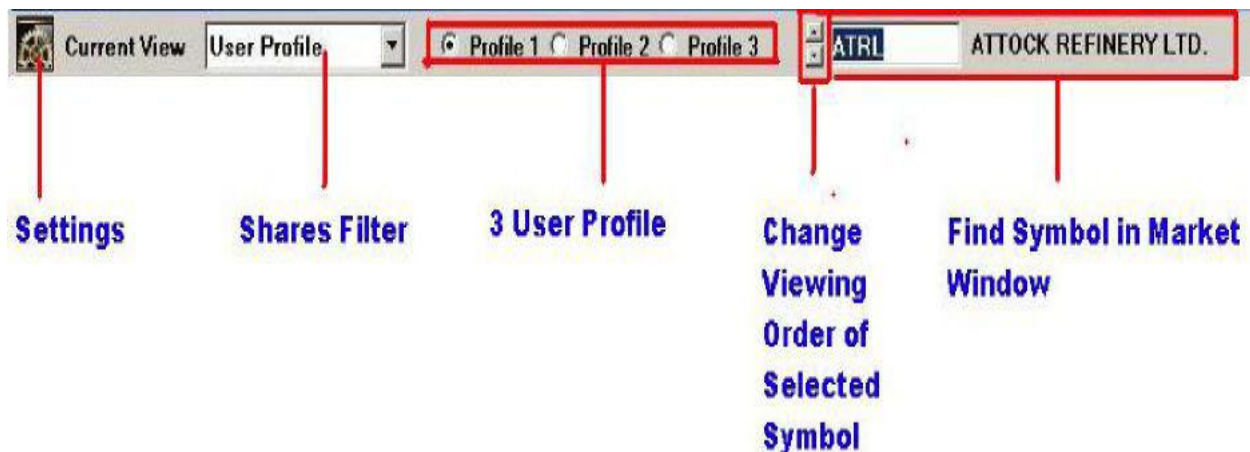 Current View User Profile Profile 1 Profile 2 Profile 3 ATRL ATTOCK REFINERY LTD.
Settings
Shares Filter
3 User Profile
Change
Viewing
Order of
Selected
Symbol
Find Symbol in Market
Window